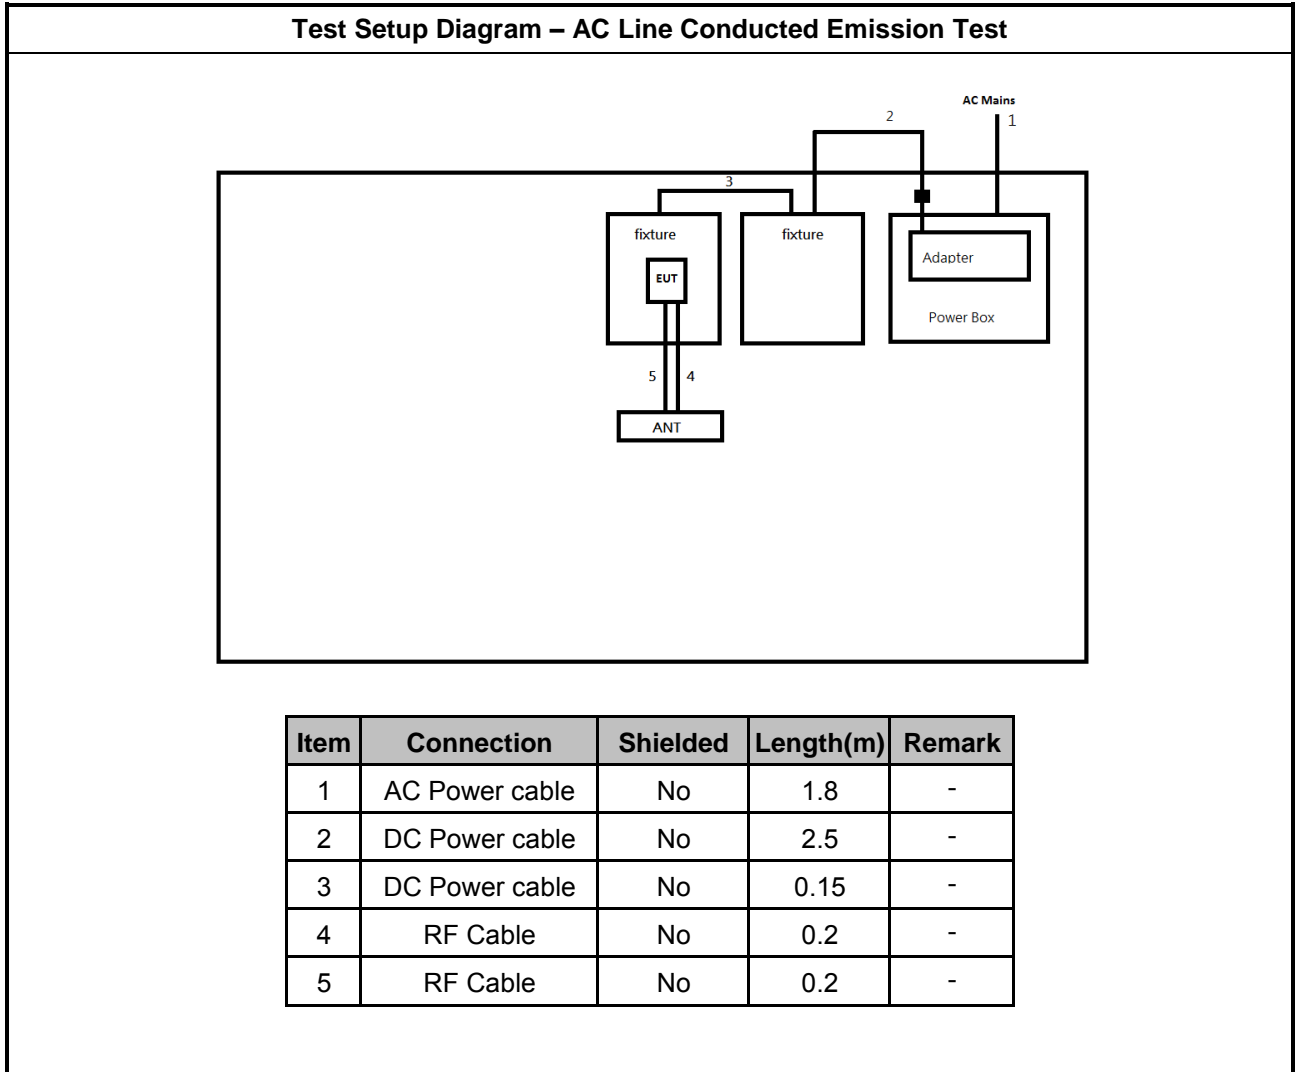 Test Setup Diagram – AC Line Conducted Emission Test
AC Mains
1
2
3
fixture
fixture
EUT
Adapter
Power Box
5
4
ANT
Item Connection Shielded Length(m) Remark
1 AC Power cable No 1.8 -
2 DC Power cable No 2.5 -
3 DC Power cable No 0.15 -
4 RF Cable No 0.2 -
5 RF Cable No 0.2 -